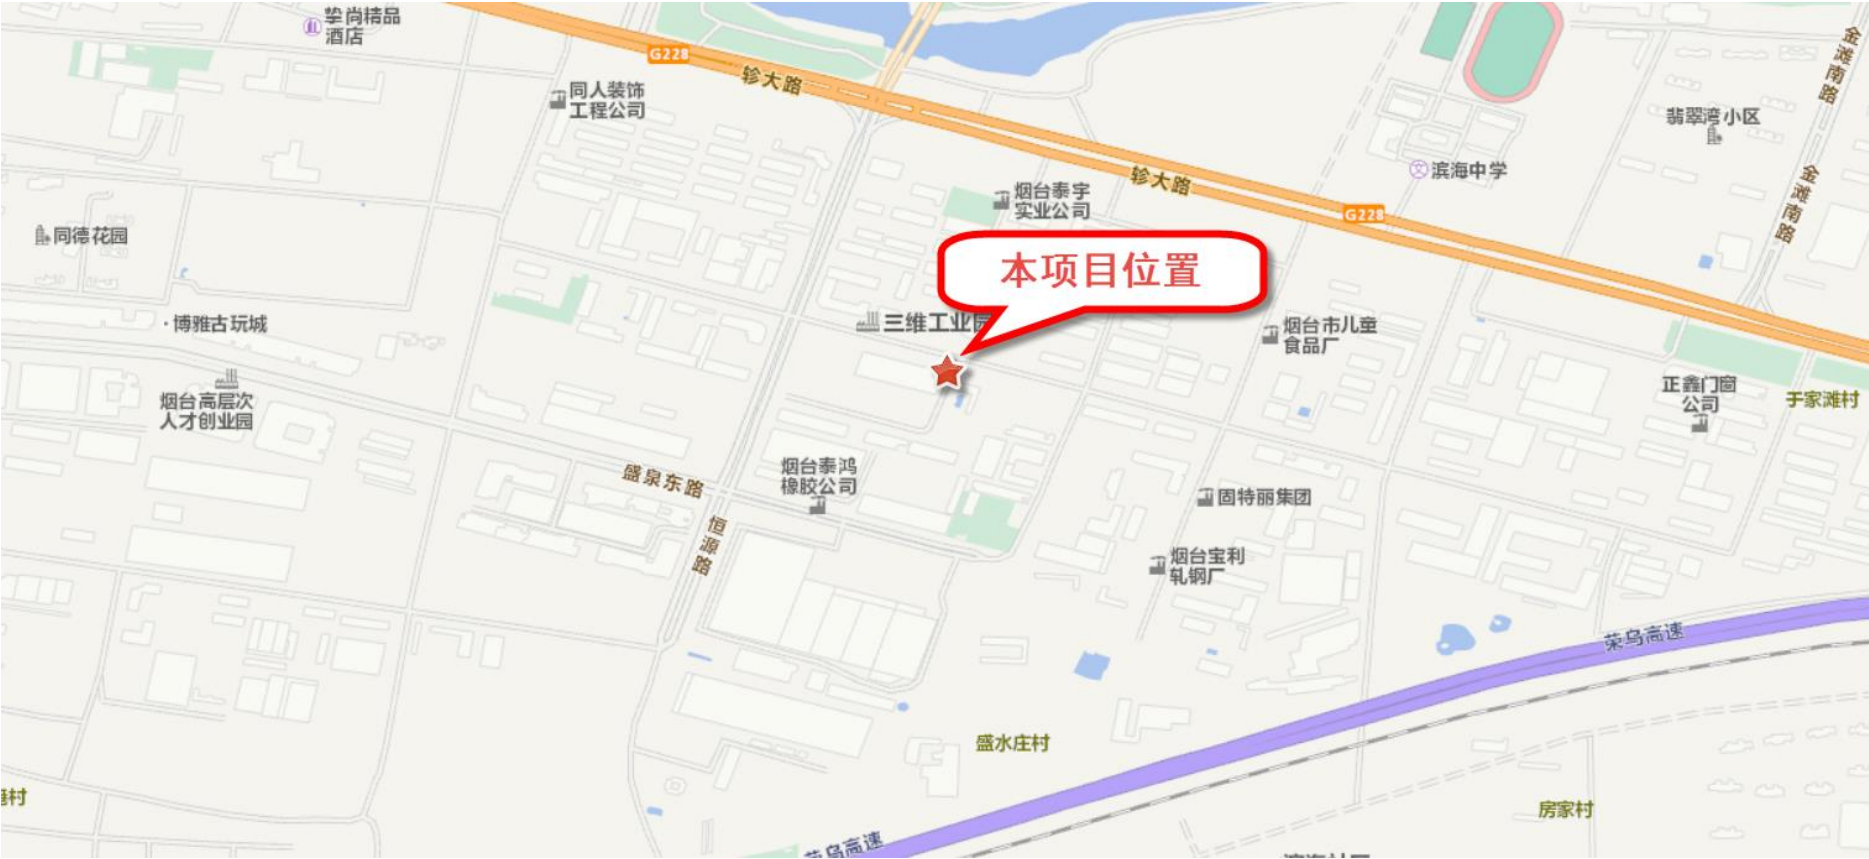 挚尚精品
酒店
G228
轸大路
同人装饰
工程公司
金滩南路
翡翠湾小区
滨海中学
轸大路
烟台泰宇
实业公司
G228
金滩南路
同德花园
本项目位置
三维工业园
博雅古玩城
烟台市儿童
食品厂
烟台高层次
人才创业园
正鑫门窗
公司
于家滩村
盛泉东路
烟台泰鸿
橡胶公司
固特丽集团
恒源路
烟台宝利
轧钢厂
荣乌高速
盛水庄村
村
房家村
荣乌高速